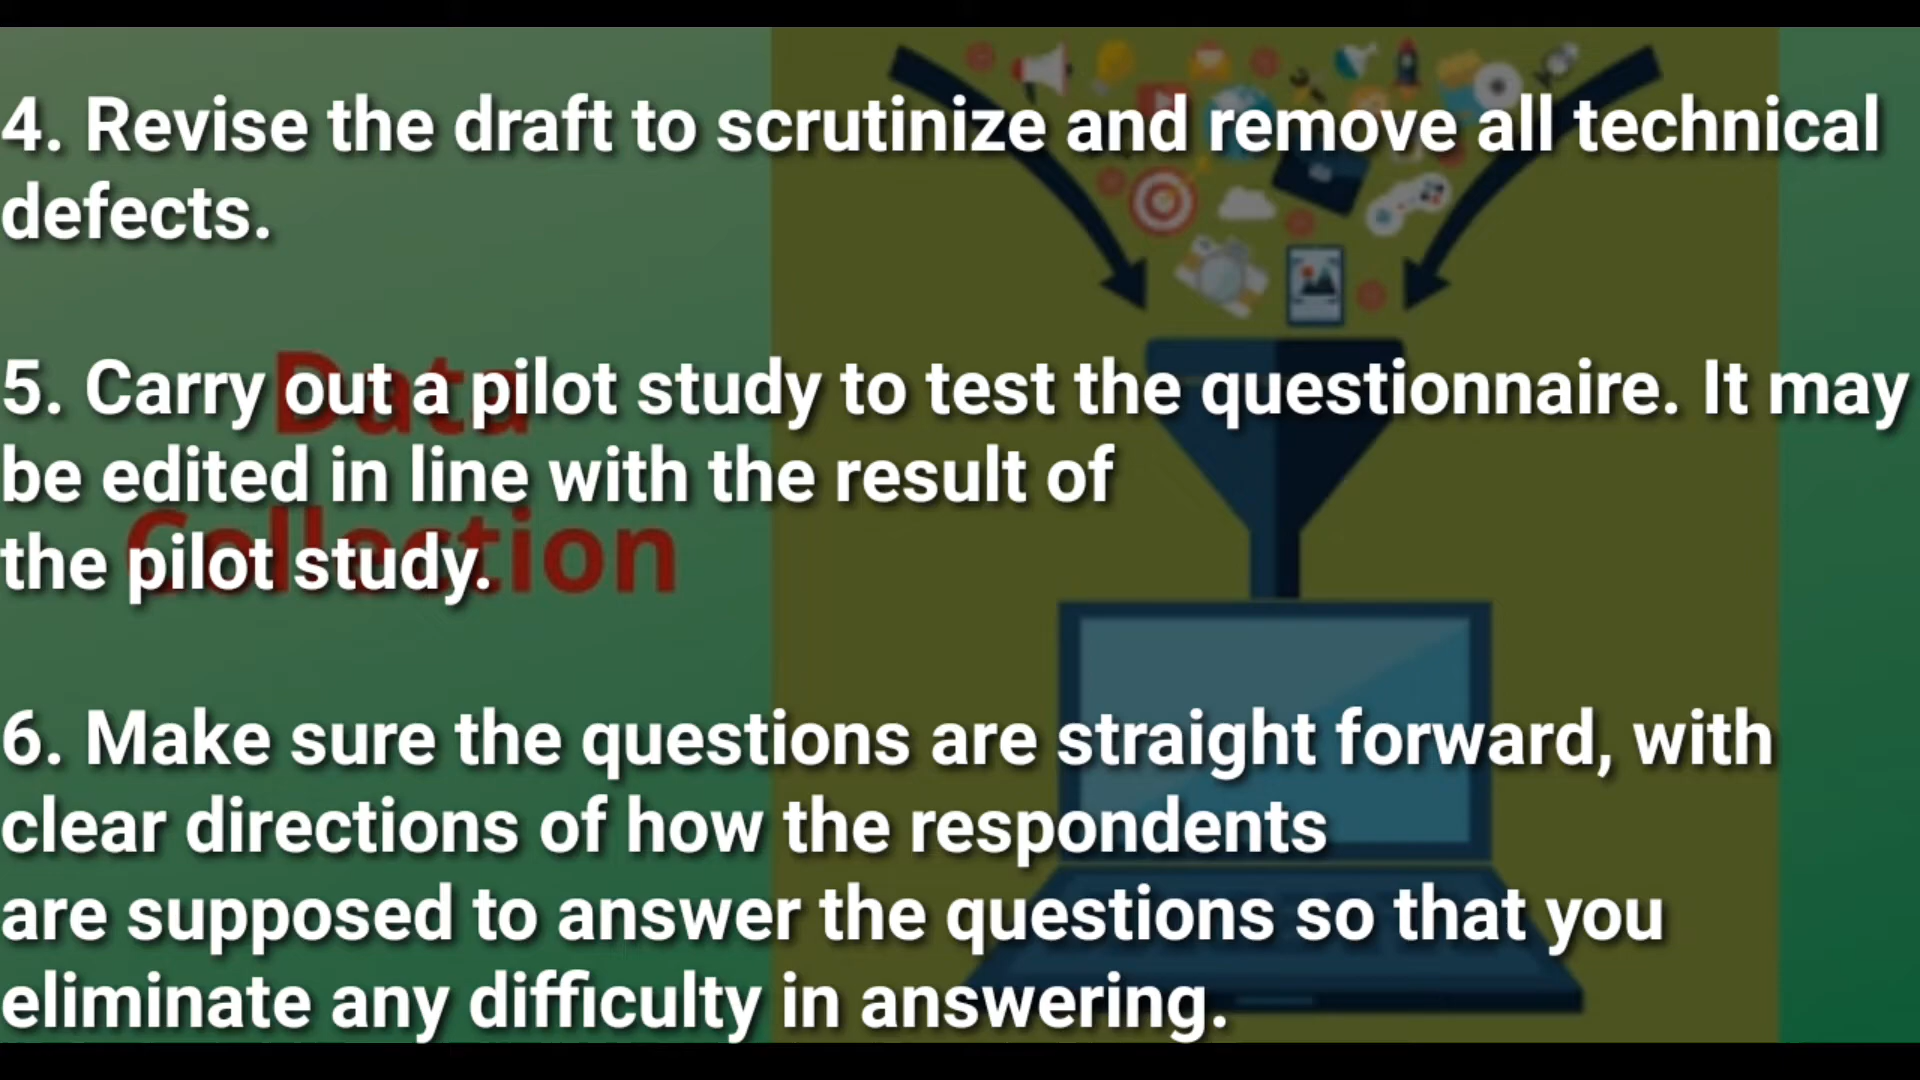 4. Revise the draft to scrutinize and remove all technical
defects.
5. Carry out a pilot study to test the questionnaire. It may
be edited in line with the result of
the pilot study.
6. Make sure the questions are straight forward, with
clear directions of how the respondents
are supposed to answer the questions so that you
eliminate any difficulty in answering.
Data
Collection